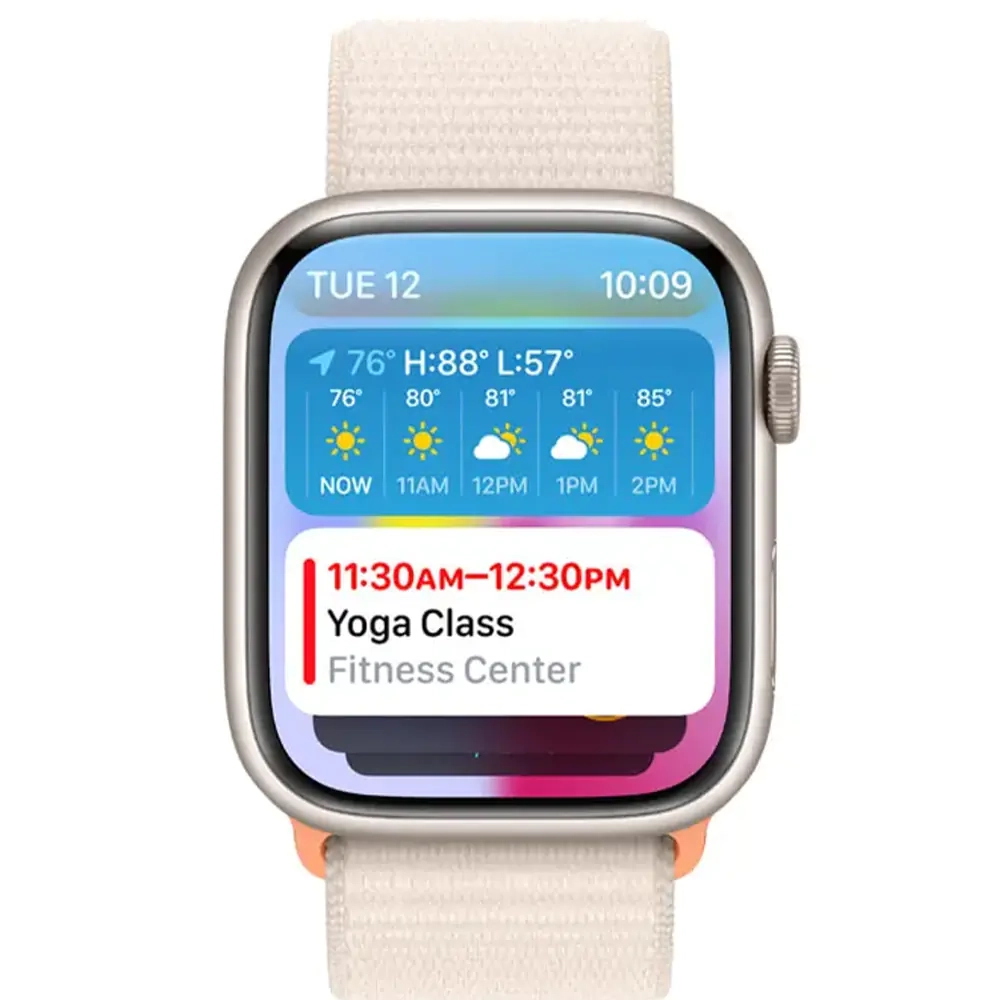 TUE 12 10:09
76° H:88° L:57°
76° 80° 81° 81° 85°
NOW 11AM 12PM 1PM 2PM
11:30AM–12:30PM
Yoga Class
Fitness Center